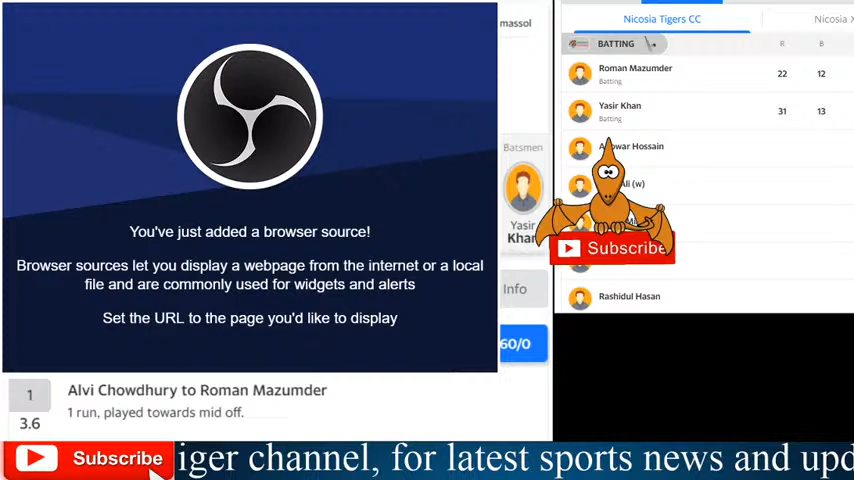 You've just added a browser source!
Browser sources let you display a webpage from the internet or a local
file and are commonly used for widgets and alerts
Set the URL to the page you'd like to display
massol
Batsmen
Yasir
Khan
Info
60/0
1
3.6
Alvi Chowdhury to Roman Mazumder
1 run, played towards mid off.
Nicosia Tigers CC
Nicosia X
BATTING R B
Roman Mazumder 22 12
Batting
Yasir Khan 31 13
Batting
war Hossain
Ali (w)
Subscribe
Rashidul Hasan
Subscribe
iger channel, for latest sports news and upd